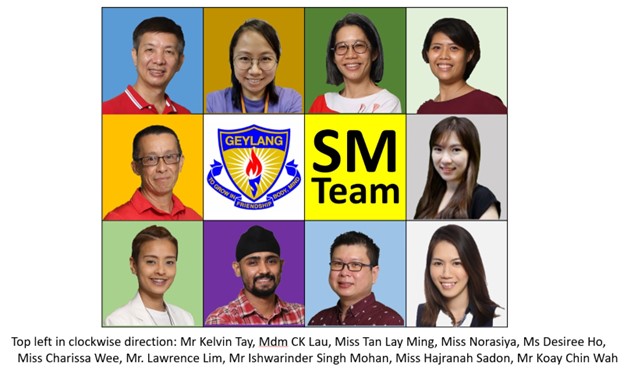 GEYLANG
TO GROW IN FRIENDSHIP BODY, MIND
SM
Team
Top left in clockwise direction: Mr Kelvin Tay, Mdm CK Lau, Miss Tan Lay Ming, Miss Norasiya, Ms Desiree Ho,
Miss Charissa Wee, Mr. Lawrence Lim, Mr Ishwarinder Singh Mohan, Miss Hajranah Sadon, Mr Koay Chin Wah